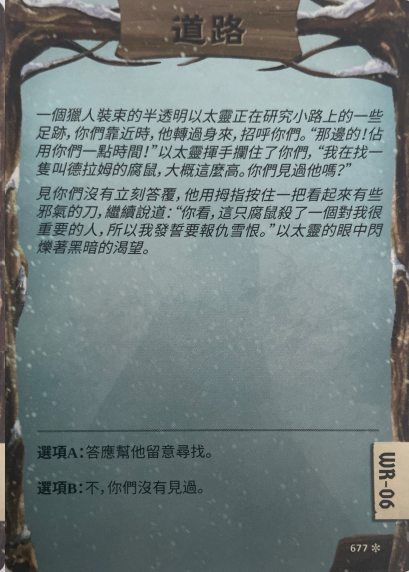 道路
一個獵人裝束的半透明以太靈正在研究小路上的一些
足跡，你們靠近時，他轉過身來，招呼你們。“那邊的！佔
用你們一點時間！”以太靈揮手攔住了你們，“我在找一
隻叫德拉姆的腐鼠，大概這麼高。你們見過他嗎？”
見你們沒有立刻答覆，他用拇指按住一把看起來有些
邪氣的刀，繼續說道：“你看，這只腐鼠殺了一個對我很
重要的人，所以我發誓要報仇雪恨。”以太靈的眼中閃
爍著黑暗的渴望。
選項A：答應幫他留意尋找。
選項B：不，你們沒有見過。
WR-06
677